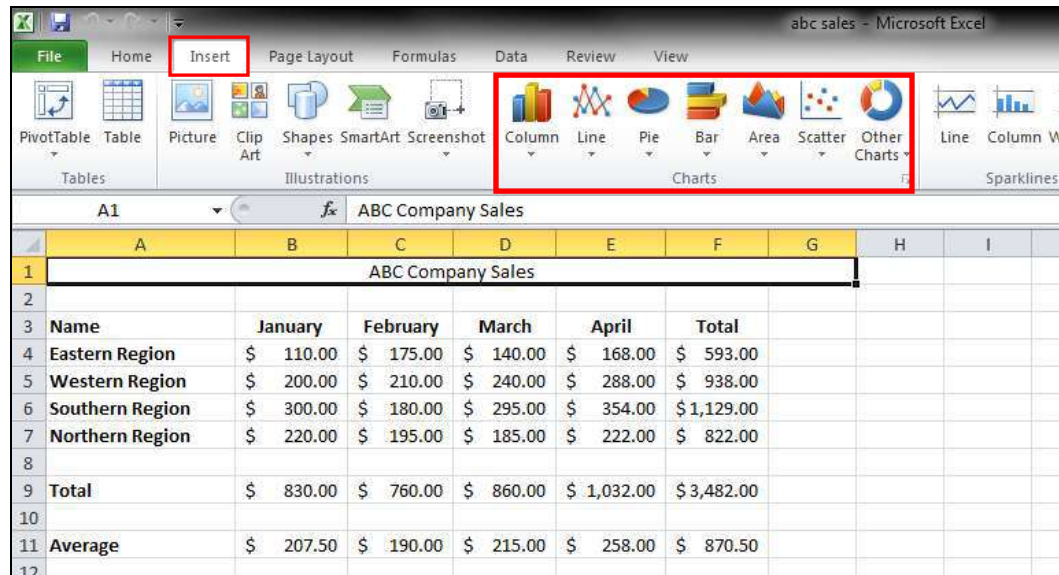 abc sales - Microsoft Excel
File Home Insert Page Layout Formulas Data Review View
PivotTable Table Picture Clip Art Shapes SmartArt Screenshot Column Line Pie Bar Area Scatter Other Charts Line Column W
Tables Illustrations Charts Sparklines
A1 fx ABC Company Sales
A B C D E F G H I
1 ABC Company Sales
2
3 Name January February March April Total
4 Eastern Region $ 110.00 $ 175.00 $ 140.00 $ 168.00 $ 593.00
5 Western Region $ 200.00 $ 210.00 $ 240.00 $ 288.00 $ 938.00
6 Southern Region $ 300.00 $ 180.00 $ 295.00 $ 354.00 $1,129.00
7 Northern Region $ 220.00 $ 195.00 $ 185.00 $ 222.00 $ 822.00
8
9 Total $ 830.00 $ 760.00 $ 860.00 $ 1,032.00 $3,482.00
10
11 Average $ 207.50 $ 190.00 $ 215.00 $ 258.00 $ 870.50
12